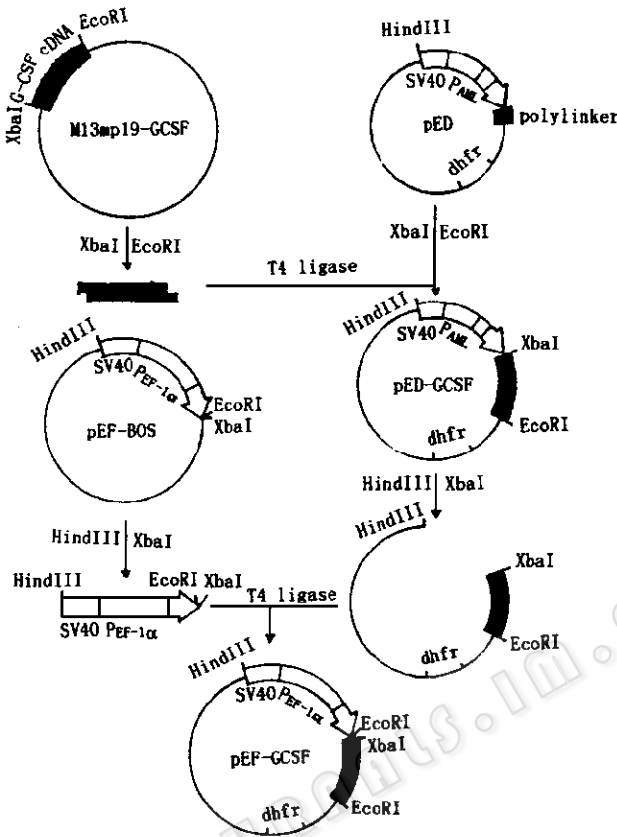 EcoRI
G-CSF cDNA
XbaI
M13mp19-GCSF
HindIII
SV40 PAML
polylinker
pED
dhfr
XbaI EcoRI
XbaI EcoRI
T4 ligase
HindIII
SV40 PEF-1α
EcoRI
XbaI
pEF-BOS
HindIII
SV40 PAML
XbaI
pED-GCSF
EcoRI
dhfr
HindIII XbaI
HindIII XbaI
HindIII
EcoRI XbaI
SV40 PEF-1α
T4 ligase
HindIII
XbaI
EcoRI
dhfr
HindIII
SV40 PEF-1α
EcoRI
XbaI
pEF-GCSF
EcoRI
dhfr